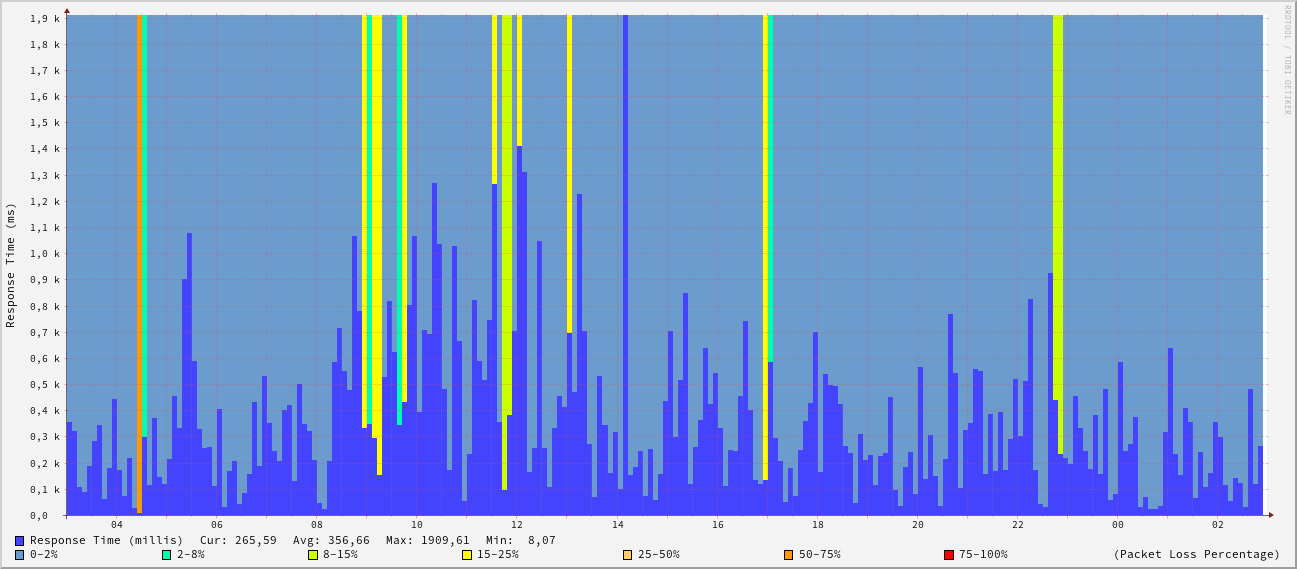 RRDTOOL / TOBI OETIKER
Response Time (ms)
1,9 k
1,8 k
1,7 k
1,6 k
1,5 k
1,4 k
1,3 k
1,2 k
1,1 k
1,0 k
0,9 k
0,8 k
0,7 k
0,6 k
0,5 k
0,4 k
0,3 k
0,2 k
0,1 k
0,0
04 06 08 10 12 14 16 18 20 22 00 02
Response Time (millis) Cur: 265,59 Avg: 356,66 Max: 1909,61 Min: 8,07
0-2% 2-8% 8-15% 15-25% 25-50% 50-75% 75-100% (Packet Loss Percentage)